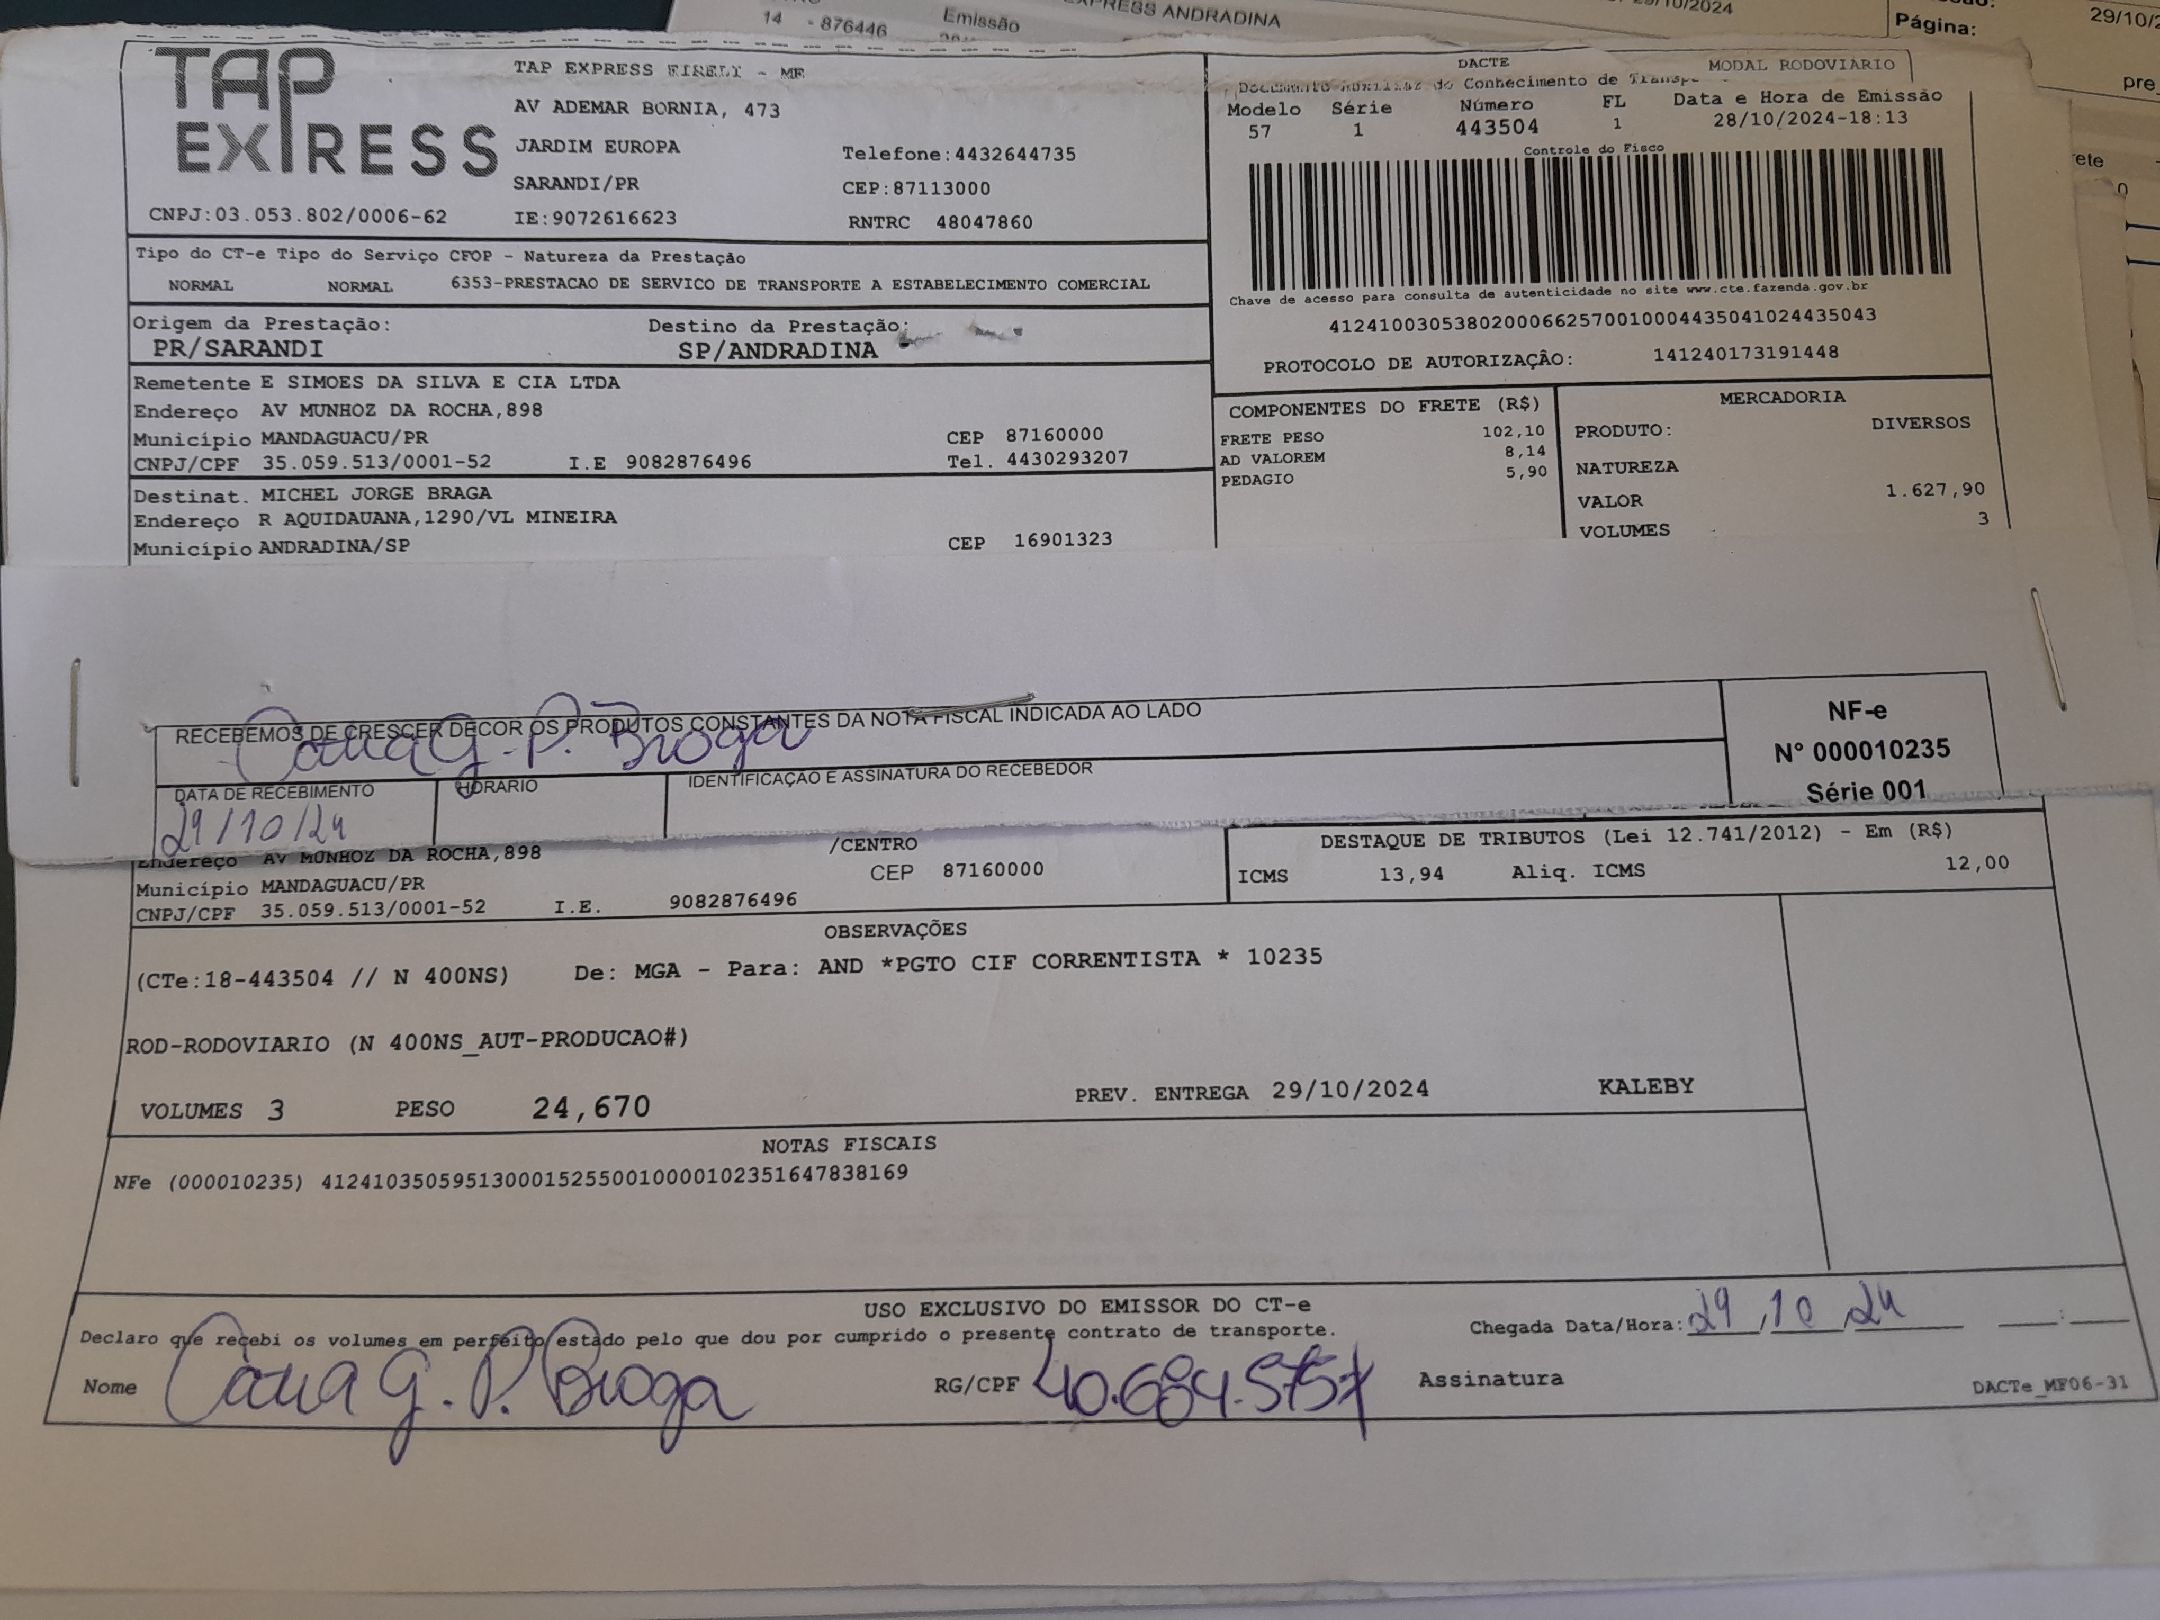 14 - 876446
Emissão
EXPRESS ANDRADINA
29/10/2024
Página:
TAP
EXPRESS
TAP EXPRESS EIRELI - ME
AV ADEMAR BORNIA, 473
JARDIM EUROPA
Telefone:4432644735
SARANDI/PR
CEP:87113000
CNPJ:03.053.802/0006-62
IE:9072616623
RNTRC 48047860
DACTE
MODAL RODOVIÁRIO
Documento Auxiliar do Conhecimento de
Modelo Série Número FL Data e Hora de Emissão
57 1 443504 1 28/10/2024-18:13
Controle do Fisco
Chave de acesso para consulta de autenticidade no site www.cte.fazenda.gov.br
41241003053802000662570010004435041024435043
PROTOCOLO DE AUTORIZAÇÃO: 141240173191448
Tipo do CT-e Tipo do Serviço CFOP - Natureza da Prestação
NORMAL NORMAL 6353-PRESTACAO DE SERVICO DE TRANSPORTE A ESTABELECIMENTO COMERCIAL
Origem da Prestação: Destino da Prestação:
PR/SARANDI SP/ANDRADINA
Remetente E SIMOES DA SILVA E CIA LTDA
Endereço AV MUNHOZ DA ROCHA,898
Município MANDAGUACU/PR CEP 87160000
CNPJ/CPF 35.059.513/0001-52 I.E 9082876496 Tel. 4430293207
COMPONENTES DO FRETE (R$)
FRETE PESO 102,10
AD VALOREM 8,14
PEDAGIO 5,90
MERCADORIA
PRODUTO: DIVERSOS
NATUREZA
VALOR 1.627,90
VOLUMES 3
Destinat. MICHEL JORGE BRAGA
Endereço R AQUIDAUANA,1290/VL MINEIRA
Município ANDRADINA/SP CEP 16901323
RECEBEMOS DE CRESCER DECOR OS PRODUTOS CONSTANTES DA NOTA FISCAL INDICADA AO LADO
G. P. Braga
DATA DE RECEBIMENTO
HORÁRIO
IDENTIFICAÇÃO E ASSINATURA DO RECEBEDOR
29/10/24
NF-e
Nº 000010235
Série 001
Endereço AV MUNHOZ DA ROCHA,898 /CENTRO
Município MANDAGUACU/PR CEP 87160000
CNPJ/CPF 35.059.513/0001-52 I.E. 9082876496
DESTAQUE DE TRIBUTOS (Lei 12.741/2012) - Em (R$)
ICMS 13,94 Aliq. ICMS 12,00
OBSERVAÇÕES
(CTe:18-443504 // N 400NS) De: MGA - Para: AND *PGTO CIF CORRENTISTA * 10235
ROD-RODOVIARIO (N 400NS_AUT-PRODUCAO#)
VOLUMES 3 PESO 24,670 PREV. ENTREGA 29/10/2024 KALEBY
NOTAS FISCAIS
NFe (000010235) 41241035059513000152550010000102351647838169
USO EXCLUSIVO DO EMISSOR DO CT-e
Declaro que recebi os volumes em perfeito estado pelo que dou por cumprido o presente contrato de transporte.
Chegada Data/Hora: 29/10/24 :
Nome G. P. Braga RG/CPF 40.684.575x Assinatura
DACTe_MF06-31